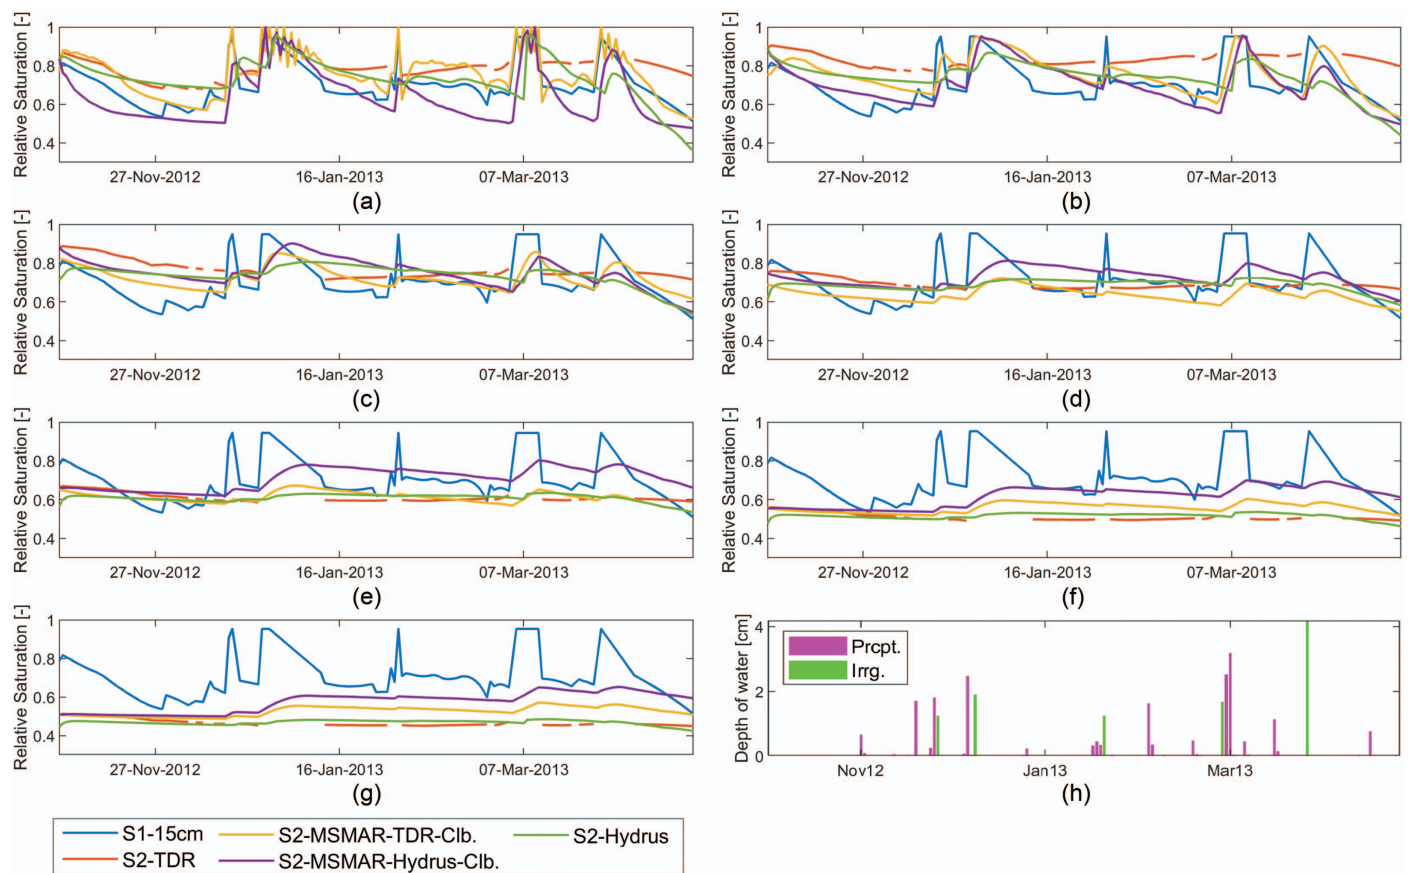 Relative Saturation [-]
1
0.8
0.6
0.4
27-Nov-2012 16-Jan-2013 07-Mar-2013
(a)
Relative Saturation [-]
1
0.8
0.6
0.4
27-Nov-2012 16-Jan-2013 07-Mar-2013
(b)
Relative Saturation [-]
1
0.8
0.6
0.4
27-Nov-2012 16-Jan-2013 07-Mar-2013
(c)
Relative Saturation [-]
1
0.8
0.6
0.4
27-Nov-2012 16-Jan-2013 07-Mar-2013
(d)
Relative Saturation [-]
1
0.8
0.6
0.4
27-Nov-2012 16-Jan-2013 07-Mar-2013
(e)
Relative Saturation [-]
1
0.8
0.6
0.4
27-Nov-2012 16-Jan-2013 07-Mar-2013
(f)
Relative Saturation [-]
1
0.8
0.6
0.4
27-Nov-2012 16-Jan-2013 07-Mar-2013
(g)
Depth of water [cm]
4
2
0
Prcpt.
Irrg.
Nov12 Jan13 Mar13
(h)
S1-15cm S2-MSMAR-TDR-Clb. S2-Hydrus
S2-TDR S2-MSMAR-Hydrus-Clb.